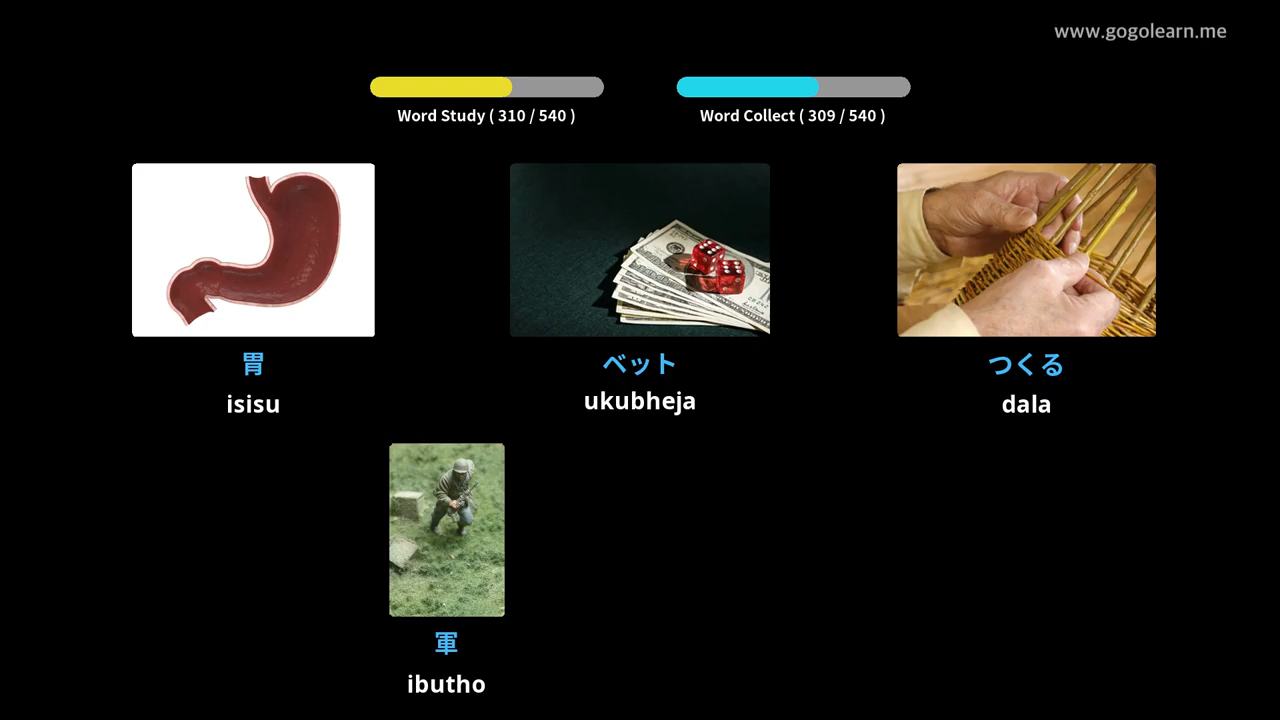 www.gogolearn.me
Word Study ( 310 / 540 )
Word Collect ( 309 / 540 )
胃
isisu
ベット
ukubheja
つくる
dala
軍
ibutho